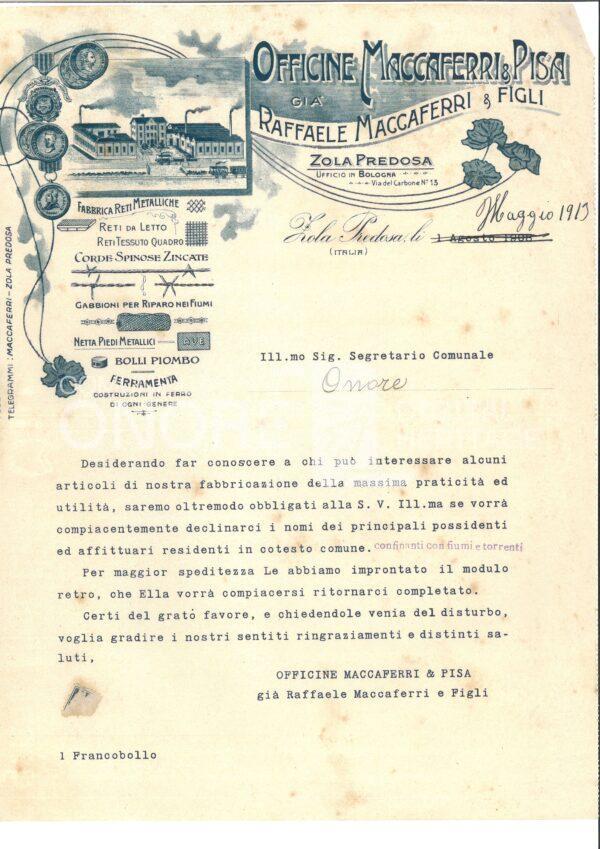 OFFICINE MACCAFERRI & PISA
GIÀ
RAFFAELE MACCAFERRI & FIGLI
ZOLA PREDOSA
UFFICIO IN BOLOGNA
Via del Carbone N° 13
FABBRICA RETI METALLICHE
RETI DA LETTO
RETI TESSUTO QUADRO
CORDE SPINOSE ZINCATE
GABBIONI PER RIPARO NEI FIUMI
NETTA PIEDI METALLICI AVE
BOLLI PIOMBO
FERRAMENTA
COSTRUZIONI IN FERRO
DI OGNI GENERE
TELEGRAMMI: MACCAFERRI - ZOLA PREDOSA
Maggio 1913
Zola Predosa, li 1 Agosto
(ITALIA)
Ill.mo Sig. Segretario Comunale
Onore
Desiderando far conoscere a chi può interessare alcuni
articoli di nostra fabbricazione della massima praticità ed
utilità, saremo oltremodo obbligati alla S. V. Ill.ma se vorrà
compiacentemente declinarci i nomi dei principali possidenti
ed affittuari residenti in cotesto comune. confinanti con fiumi e torrenti
Per maggior speditezza Le abbiamo improntato il modulo
retro, che Ella vorrà compiacersi ritornarci completato.
Certi del grato favore, e chiedendole venia del disturbo,
voglia gradire i nostri sentiti ringraziamenti e distinti sa-
luti,
OFFICINE MACCAFERRI & PISA
già Raffaele Maccaferri e Figli
1 Francobollo